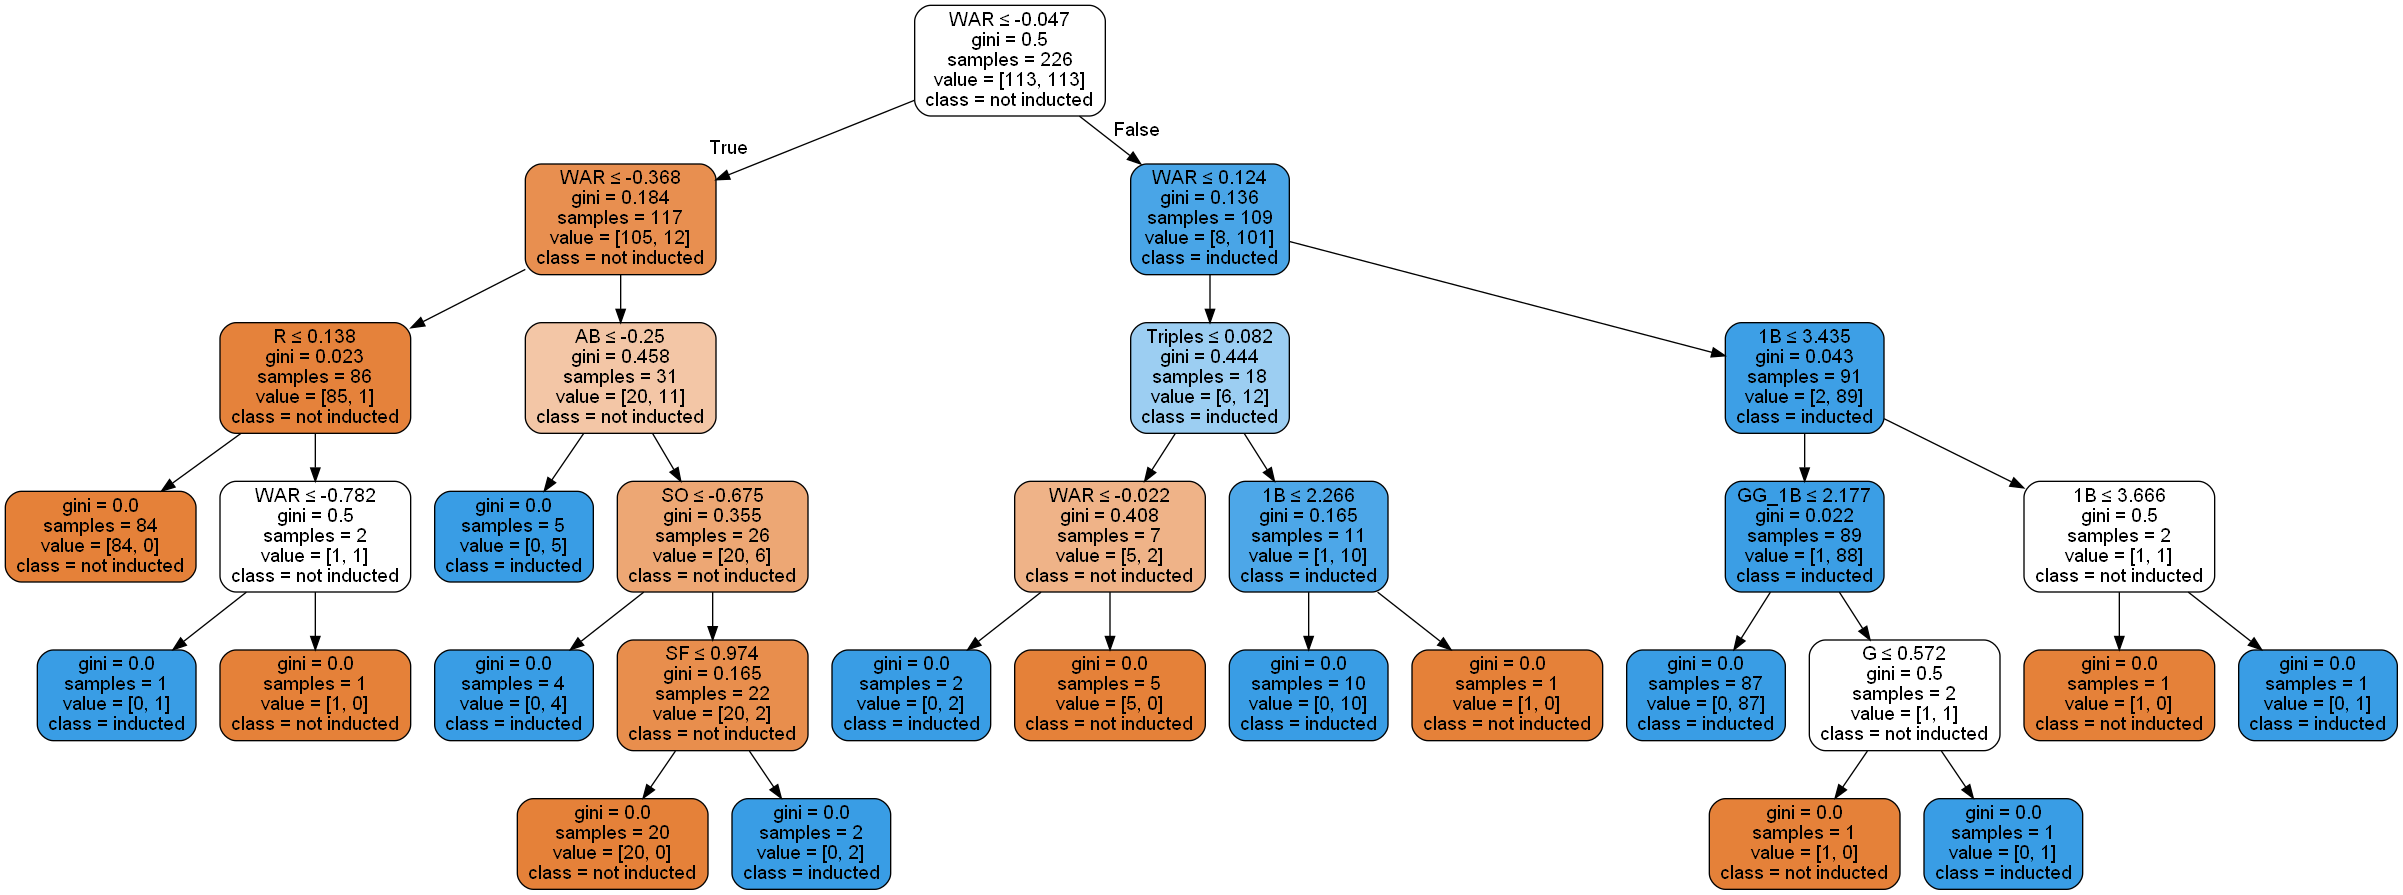 WAR ≤ -0.047
gini = 0.5
samples = 226
value = [113, 113]
class = not inducted
True
False
WAR ≤ -0.368
gini = 0.184
samples = 117
value = [105, 12]
class = not inducted
WAR ≤ 0.124
gini = 0.136
samples = 109
value = [8, 101]
class = inducted
R ≤ 0.138
gini = 0.023
samples = 86
value = [85, 1]
class = not inducted
AB ≤ -0.25
gini = 0.458
samples = 31
value = [20, 11]
class = not inducted
Triples ≤ 0.082
gini = 0.444
samples = 18
value = [6, 12]
class = inducted
1B ≤ 3.435
gini = 0.043
samples = 91
value = [2, 89]
class = inducted
gini = 0.0
samples = 84
value = [84, 0]
class = not inducted
WAR ≤ -0.782
gini = 0.5
samples = 2
value = [1, 1]
class = not inducted
gini = 0.0
samples = 5
value = [0, 5]
class = inducted
SO ≤ -0.675
gini = 0.355
samples = 26
value = [20, 6]
class = not inducted
WAR ≤ -0.022
gini = 0.408
samples = 7
value = [5, 2]
class = not inducted
1B ≤ 2.266
gini = 0.165
samples = 11
value = [1, 10]
class = inducted
GG_1B ≤ 2.177
gini = 0.022
samples = 89
value = [1, 88]
class = inducted
1B ≤ 3.666
gini = 0.5
samples = 2
value = [1, 1]
class = not inducted
gini = 0.0
samples = 1
value = [0, 1]
class = inducted
gini = 0.0
samples = 1
value = [1, 0]
class = not inducted
gini = 0.0
samples = 4
value = [0, 4]
class = inducted
SF ≤ 0.974
gini = 0.165
samples = 22
value = [20, 2]
class = not inducted
gini = 0.0
samples = 2
value = [0, 2]
class = inducted
gini = 0.0
samples = 5
value = [5, 0]
class = not inducted
gini = 0.0
samples = 10
value = [0, 10]
class = inducted
gini = 0.0
samples = 1
value = [1, 0]
class = not inducted
gini = 0.0
samples = 87
value = [0, 87]
class = inducted
G ≤ 0.572
gini = 0.5
samples = 2
value = [1, 1]
class = not inducted
gini = 0.0
samples = 1
value = [1, 0]
class = not inducted
gini = 0.0
samples = 1
value = [0, 1]
class = inducted
gini = 0.0
samples = 20
value = [20, 0]
class = not inducted
gini = 0.0
samples = 2
value = [0, 2]
class = inducted
gini = 0.0
samples = 1
value = [1, 0]
class = not inducted
gini = 0.0
samples = 1
value = [0, 1]
class = inducted